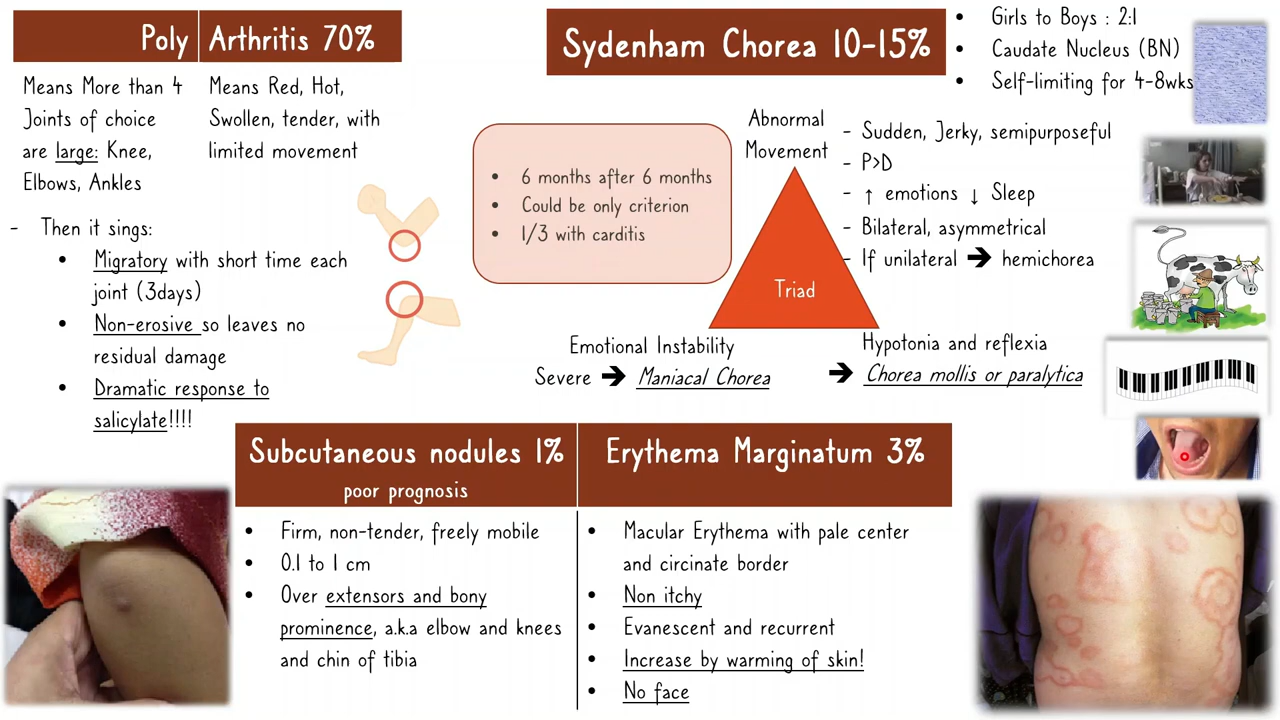 Poly Arthritis 70%
Means More than 4
Joints of choice
are large: Knee,
Elbows, Ankles
Means Red, Hot,
Swollen, tender, with
limited movement
- Then it sings:
• Migratory with short time each
joint (3days)
• Non-erosive so leaves no
residual damage
• Dramatic response to
salicylate!!!!
Sydenham Chorea 10-15%
• Girls to Boys : 2:1
• Caudate Nucleus (BN)
• Self-limiting for 4-8wks
• 6 months after 6 months
• Could be only criterion
• 1/3 with carditis
Abnormal
Movement
- Sudden, Jerky, semipurposeful
- P>D
- ↑ emotions ↓ Sleep
- Bilateral, asymmetrical
- If unilateral → hemichorea
Triad
Emotional Instability
Severe → Maniacal Chorea
Hypotonia and reflexia
→ Chorea mollis or paralytica
Subcutaneous nodules 1%
poor prognosis
• Firm, non-tender, freely mobile
• 0.1 to 1 cm
• Over extensors and bony
prominence, a.k.a elbow and knees
and chin of tibia
Erythema Marginatum 3%
• Macular Erythema with pale center
and circinate border
• Non itchy
• Evanescent and recurrent
• Increase by warming of skin!
• No face